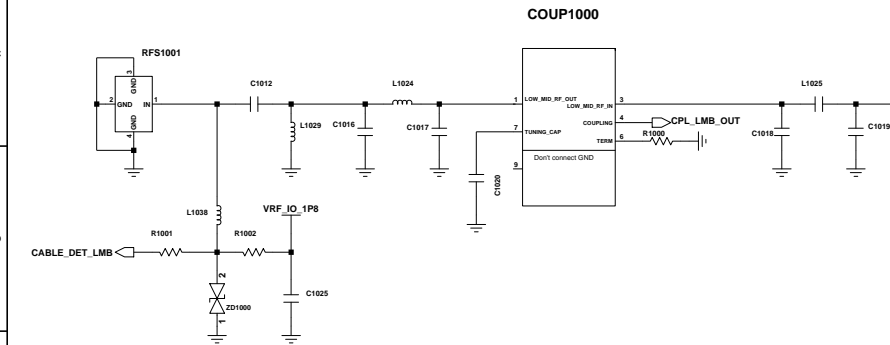 COUP1000
RFS1001
3
GND
2
GND
IN
1
GND
4
C1012
L1029
C1016
L1024
C1017
1
LOW_MID_RF_OUT
LOW_MID_RF_IN
3
COUPLING
4
CPL_LMB_OUT
7
TUNING_CAP
TERM
6
R1000
9
Don't connect GND
C1020
L1025
C1018
C1019
L1038
VRF_IO_1P8
CABLE_DET_LMB
R1001
R1002
2
ZD1000
1
C1025